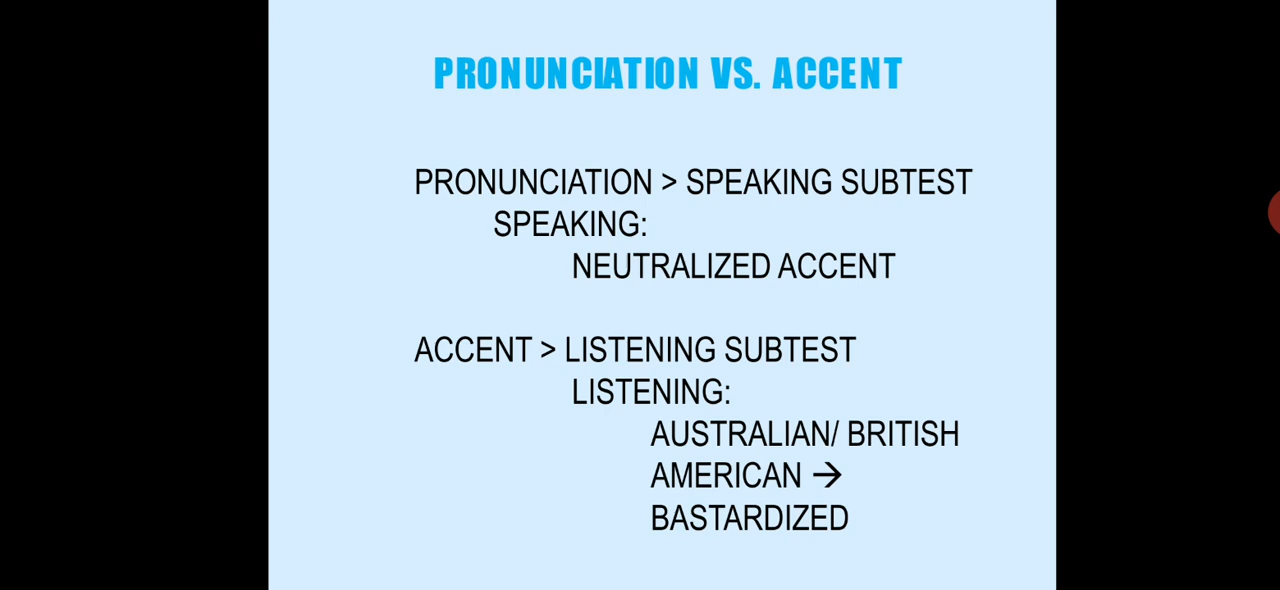 PRONUNCIATION VS. ACCENT
PRONUNCIATION > SPEAKING SUBTEST
SPEAKING:
NEUTRALIZED ACCENT
ACCENT > LISTENING SUBTEST
LISTENING:
AUSTRALIAN/ BRITISH
AMERICAN →
BASTARDIZED